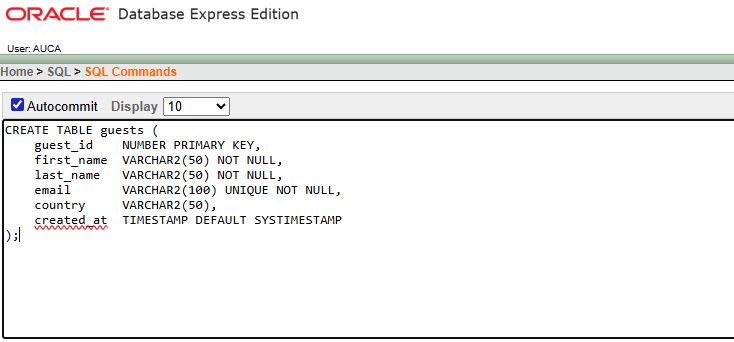 ORACLE Database Express Edition
User: AUCA
Home > SQL > SQL Commands
Autocommit Display 10
CREATE TABLE guests (
    guest_id    NUMBER PRIMARY KEY,
    first_name  VARCHAR2(50) NOT NULL,
    last_name   VARCHAR2(50) NOT NULL,
    email       VARCHAR2(100) UNIQUE NOT NULL,
    country     VARCHAR2(50),
    created_at  TIMESTAMP DEFAULT SYSTIMESTAMP
);